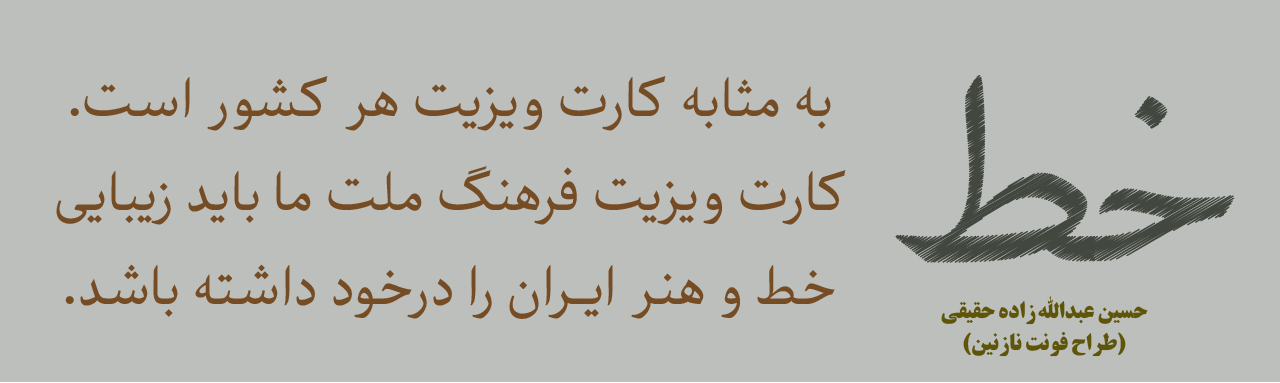 خط
به مثابه کارت ویزیت هر کشور است.
کارت ویزیت فرهنگ ملت ما باید زیبایی
خط و هنر ایـران را درخود داشته باشد.
حسین عبدالله زاده حقیقی
(طراح فونت نازنین)